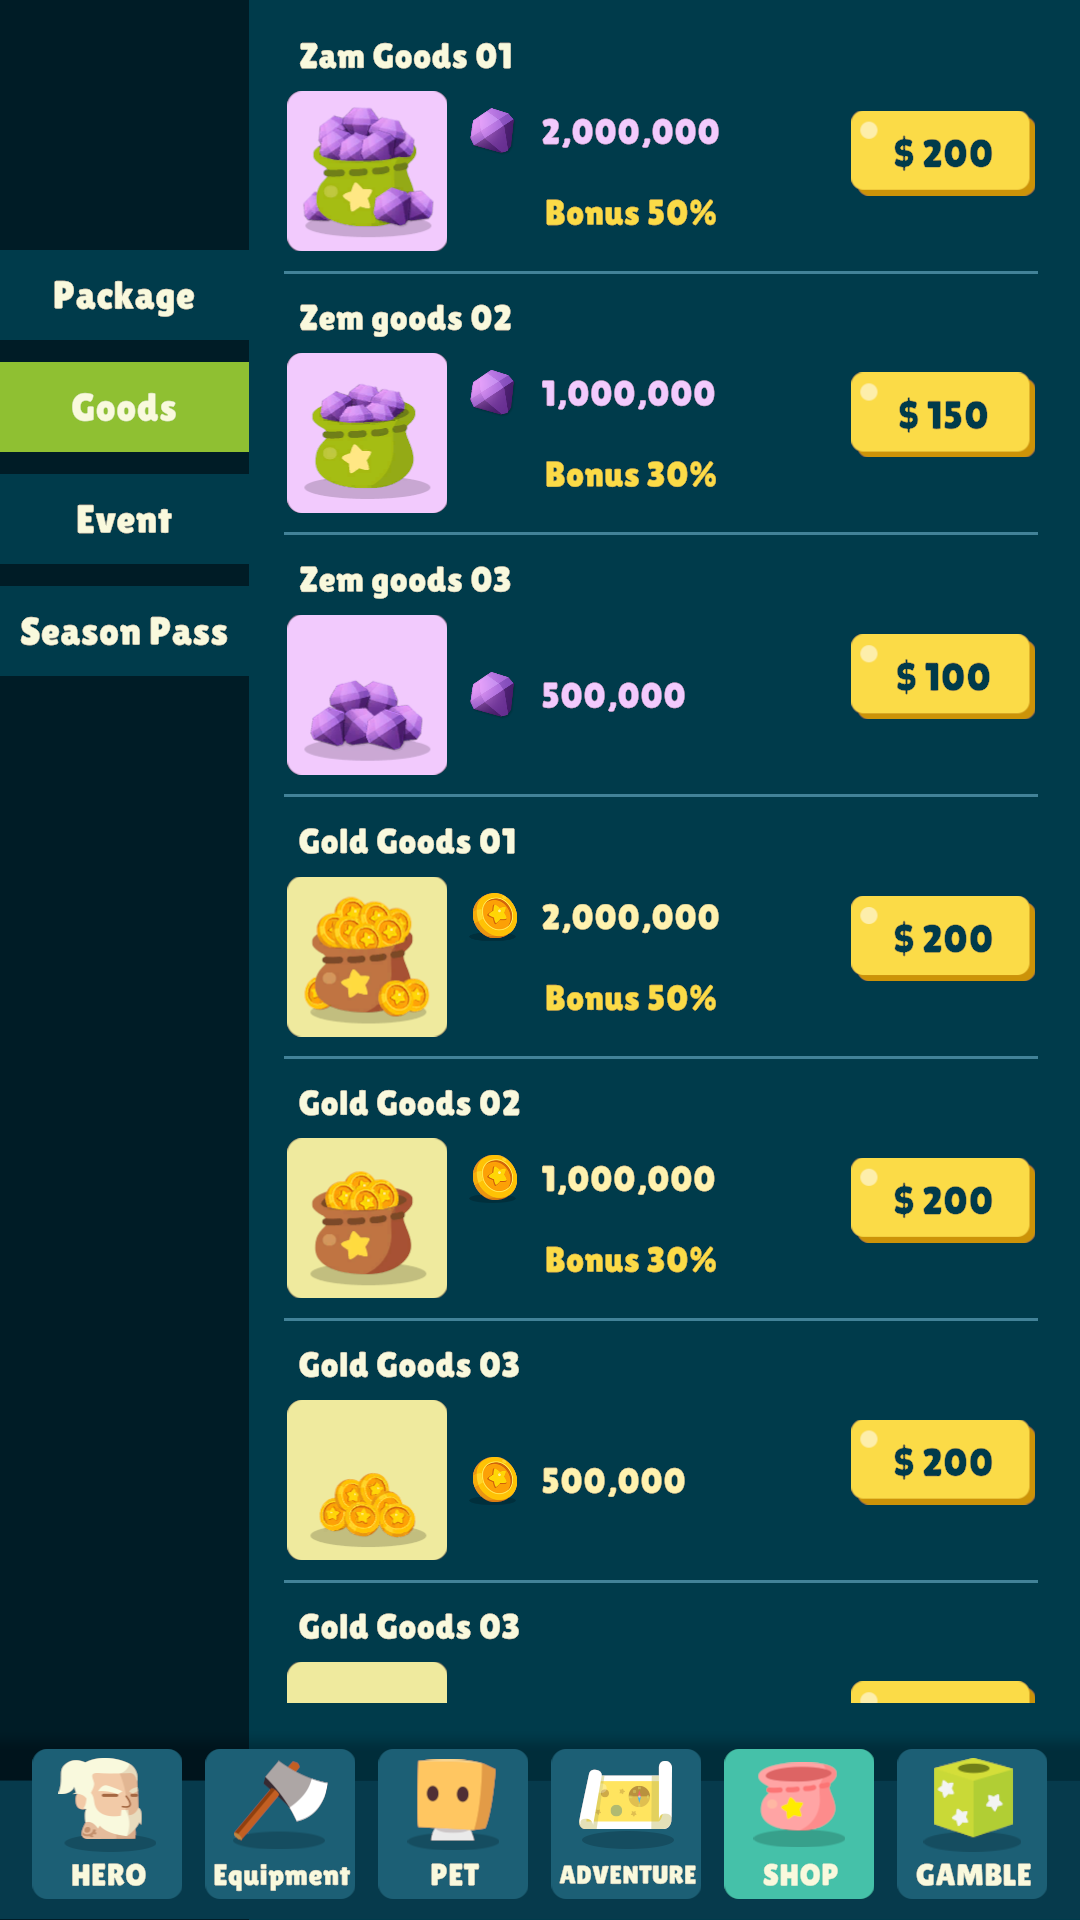 Package
Goods
Event
Season Pass
Zam Goods 01
2,000,000
Bonus 50%
$ 200
Zem goods 02
1,000,000
Bonus 30%
$ 150
Zem goods 03
500,000
$ 100
Gold Goods 01
2,000,000
Bonus 50%
$ 200
Gold Goods 02
1,000,000
Bonus 30%
$ 200
Gold Goods 03
500,000
$ 200
Gold Goods 03
HERO
Equipment
PET
ADVENTURE
SHOP
GAMBLE